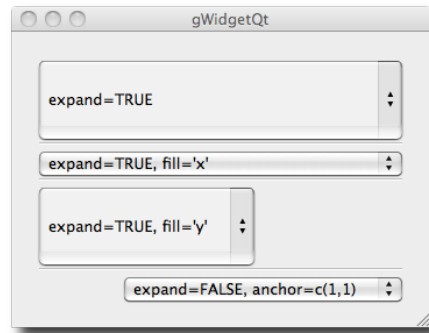 gWidgetQt
expand=TRUE
expand=TRUE, fill='x'
expand=TRUE, fill='y'
expand=FALSE, anchor=c(1,1)